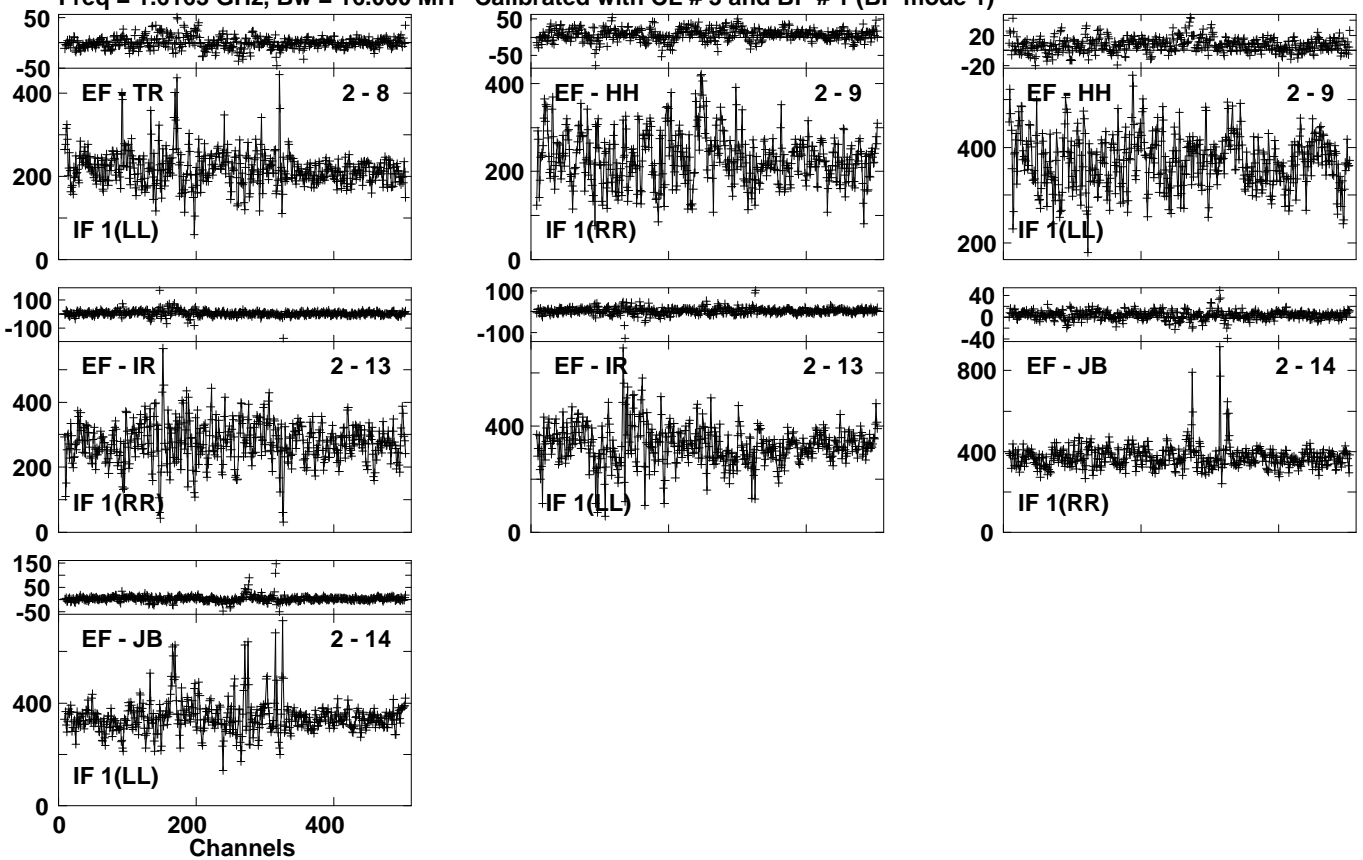 50
-50
400
200
0
EF - TR
2 - 8
IF 1(LL)
50
-50
400
200
0
EF - HH
2 - 9
IF 1(RR)
20
-20
400
200
EF - HH
2 - 9
IF 1(LL)
100
-100
400
200
0
EF - IR
2 - 13
IF 1(RR)
100
-100
400
0
EF - IR
2 - 13
IF 1(LL)
40
0
-40
800
400
0
EF - JB
2 - 14
IF 1(RR)
150
50
-50
400
0
EF - JB
2 - 14
IF 1(LL)
0
200
400
Channels